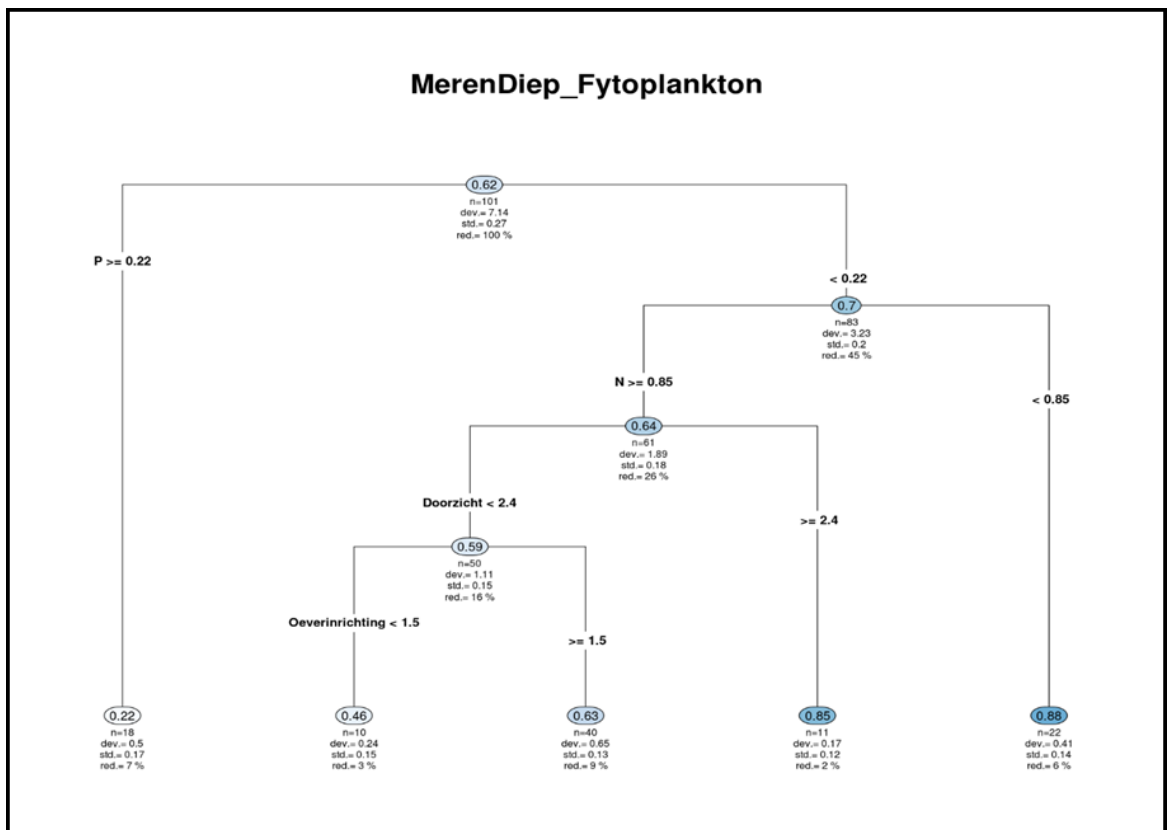 MerenDiep_Fytoplankton
0.62
n=101
dev.= 7.14
std.= 0.27
red.= 100 %
P >= 0.22
< 0.22
0.7
n=83
dev.= 3.23
std.= 0.2
red.= 45 %
N >= 0.85
< 0.85
0.64
n=61
dev.= 1.89
std.= 0.18
red.= 26 %
Doorzicht < 2.4
>= 2.4
0.59
n=50
dev.= 1.11
std.= 0.15
red.= 16 %
Oeverinrichting < 1.5
>= 1.5
0.22
n=18
dev.= 0.5
std.= 0.17
red.= 7 %
0.46
n=10
dev.= 0.24
std.= 0.15
red.= 3 %
0.63
n=40
dev.= 0.65
std.= 0.13
red.= 9 %
0.85
n=11
dev.= 0.17
std.= 0.12
red.= 2 %
0.88
n=22
dev.= 0.41
std.= 0.14
red.= 6 %